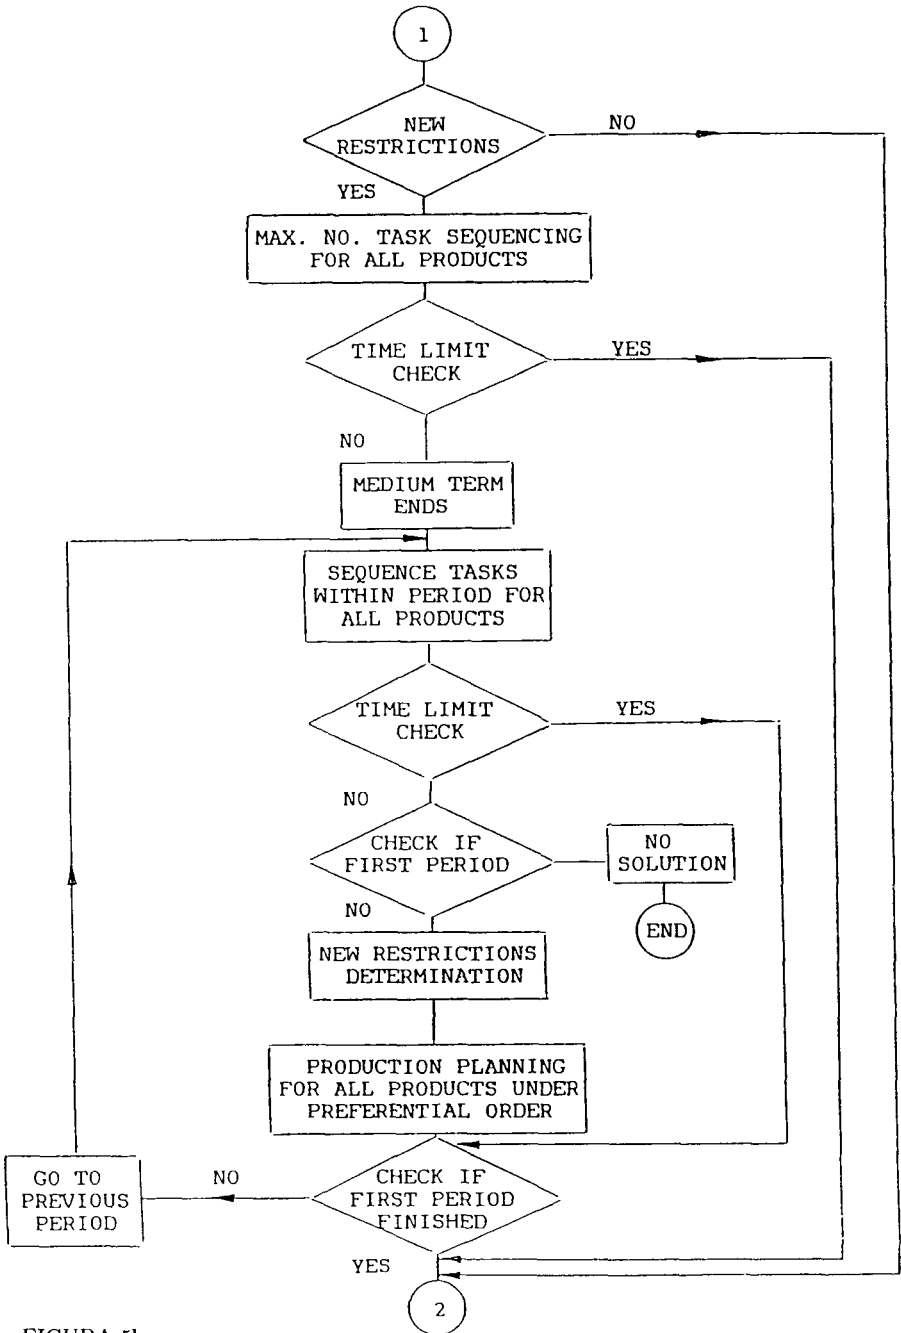 1
NEW
RESTRICTIONS
NO
YES
MAX. NO. TASK SEQUENCING
FOR ALL PRODUCTS
TIME LIMIT
CHECK
YES
NO
MEDIUM TERM
ENDS
SEQUENCE TASKS
WITHIN PERIOD FOR
ALL PRODUCTS
TIME LIMIT
CHECK
YES
NO
CHECK IF
FIRST PERIOD
NO
SOLUTION
END
NO
NEW RESTRICTIONS
DETERMINATION
PRODUCTION PLANNING
FOR ALL PRODUCTS UNDER
PREFERENTIAL ORDER
CHECK IF
FIRST PERIOD
FINISHED
NO
GO TO
PREVIOUS
PERIOD
YES
2